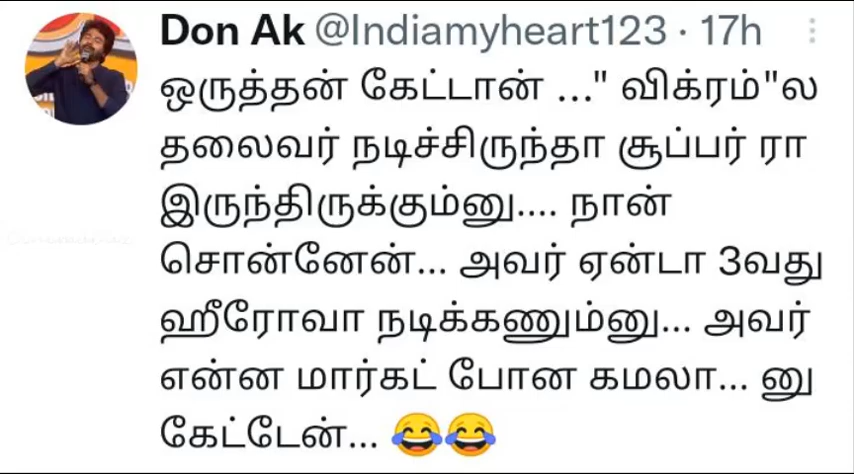 Don Ak @Indiamyheart123 · 17h
ஒருத்தன் கேட்டான் ..." விக்ரம்"ல
தலைவர் நடிச்சிருந்தா சூப்பர் ரா
இருந்திருக்கும்னு.... நான்
சொன்னேன்... அவர் ஏன்டா 3வது
ஹீரோவா நடிக்கணும்னு... அவர்
என்ன மார்கட் போன கமலா... னு
கேட்டேன்... 😂😂